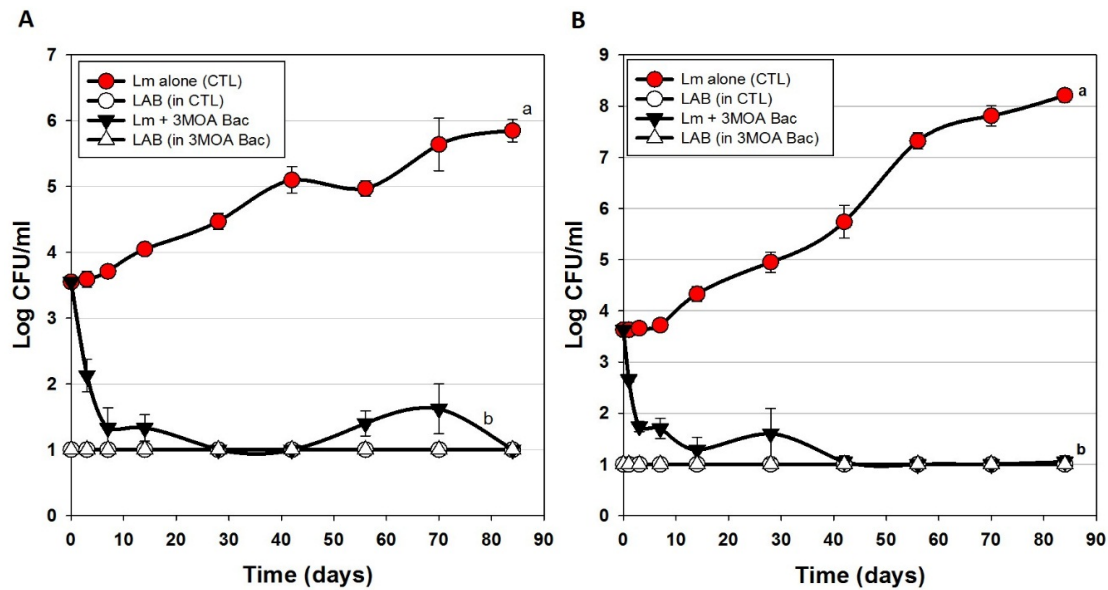 A
7
6
5
4
3
2
1
0
Log CFU/ml
Lm alone (CTL)
LAB (in CTL)
Lm + 3MOA Bac
LAB (in 3MOA Bac)
a
b
0 10 20 30 40 50 60 70 80 90
Time (days)
B
9
8
7
6
5
4
3
2
1
0
Log CFU/ml
Lm alone (CTL)
LAB (in CTL)
Lm + 3MOA Bac
LAB (in 3MOA Bac)
a
b
0 10 20 30 40 50 60 70 80 90
Time (days)